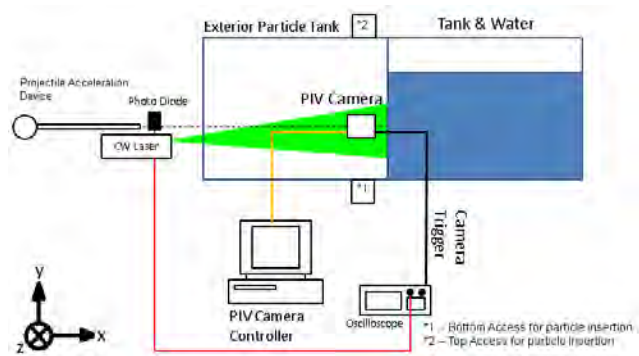 Exterior Particle Tank
*2
Tank & Water
Projectile Acceleration
Device
Photo Diode
PIV Camera
CW Laser
*1
Camera
Trigger
PIV Camera
Controller
Oscilloscope
y
x
z
*1 – Bottom Access for particle insertion
*2 – Top Access for particle insertion